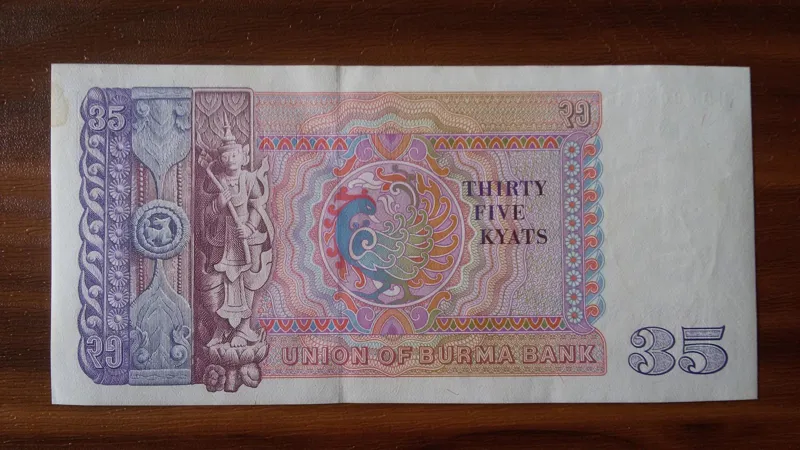 35
၃၅
THIRTY
FIVE
KYATS
၃၅
UNION OF BURMA BANK
35